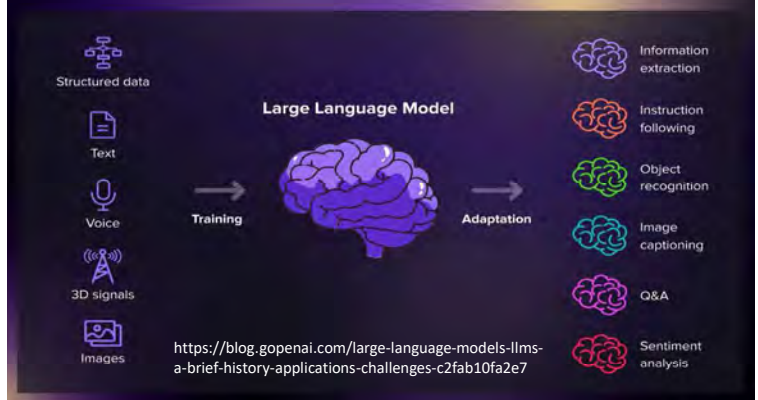 Structured data
Text
Voice
3D signals
Images
Training
Large Language Model
Adaptation
Information
extraction
Instruction
following
Object
recognition
Image
captioning
Q&A
Sentiment
analysis
https://blog.gopenai.com/large-language-models-llms-
a-brief-history-applications-challenges-c2fab10fa2e7